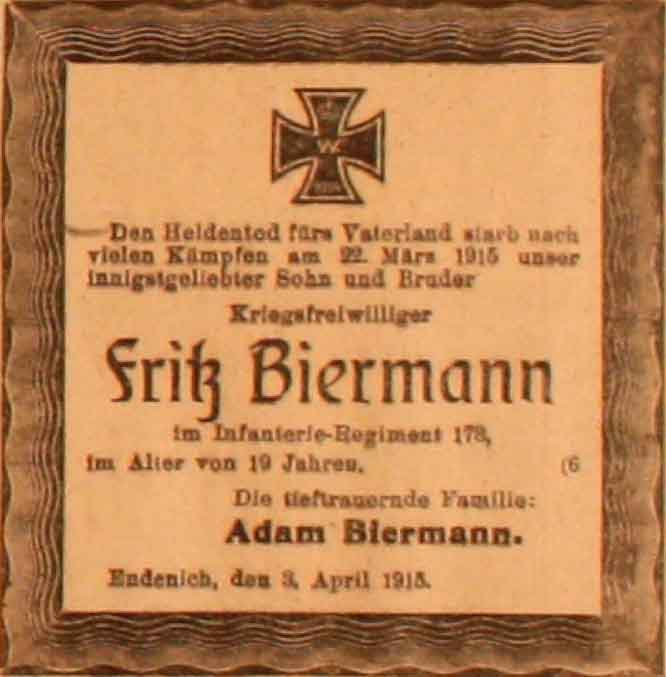 W
1914
Den Heldentod fürs Vaterland starb nach
vielen Kämpfen am 22. März 1915 unser
innigstgeliebter Sohn und Bruder
Kriegsfreiwilliger
Fritz Biermann
im Infanterie-Regiment 173,
im Alter von 19 Jahren. (6
Die tieftrauernde Familie:
Adam Biermann.
Endenich, den 3. April 1915.